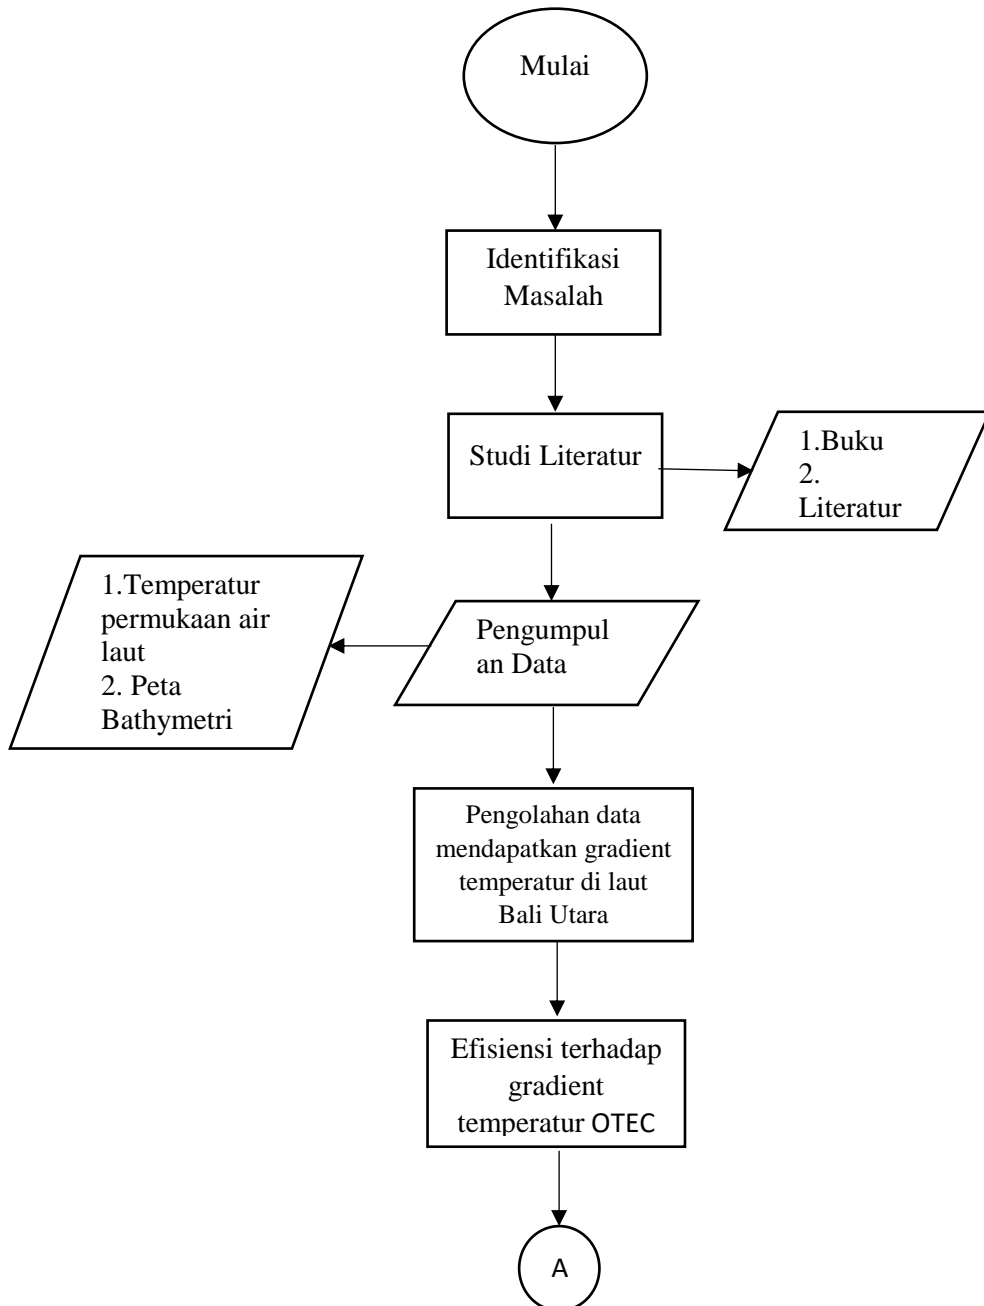 Mulai
Identifikasi
Masalah
Studi Literatur
1.Buku
2.
Literatur
1.Temperatur
permukaan air
laut
2. Peta
Bathymetri
Pengumpul
an Data
Pengolahan data
mendapatkan gradient
temperatur di laut
Bali Utara
Efisiensi terhadap
gradient
temperatur OTEC
A